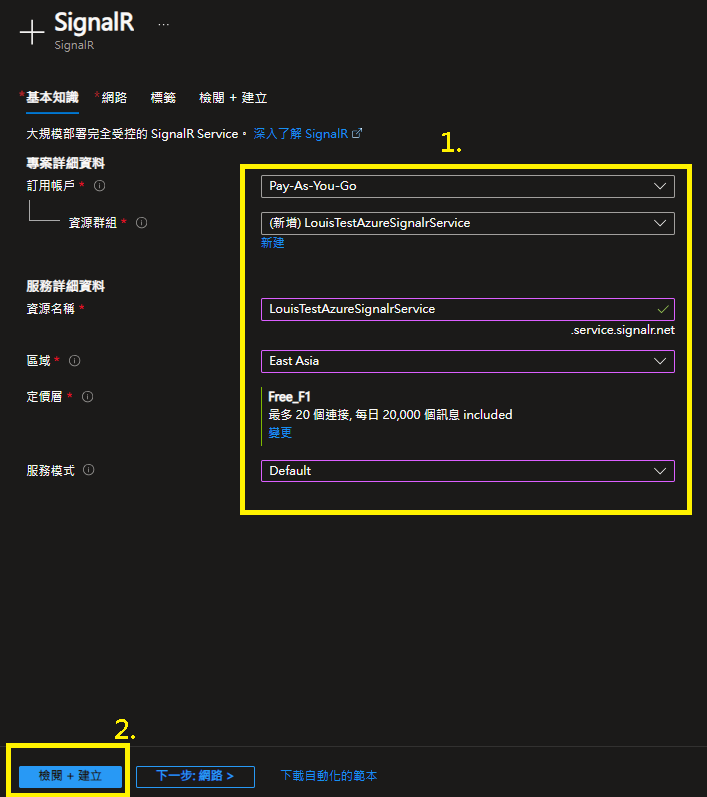 SignalR ...
SignalR
*基本知識 *網路 標籤 檢閱 + 建立
大規模部署完全受控的 SignalR Service。 深入了解 SignalR
1.
專案詳細資料
訂用帳戶 * Pay-As-You-Go
資源群組 * (新增) LouisTestAzureSignalrService
新建
服務詳細資料
資源名稱 * LouisTestAzureSignalrService
.service.signalr.net
區域 * East Asia
定價層 * Free_F1
最多 20 個連接, 每日 20,000 個訊息 included
變更
服務模式 Default
2.
檢閱 + 建立 下一步: 網路 > 下載自動化的範本